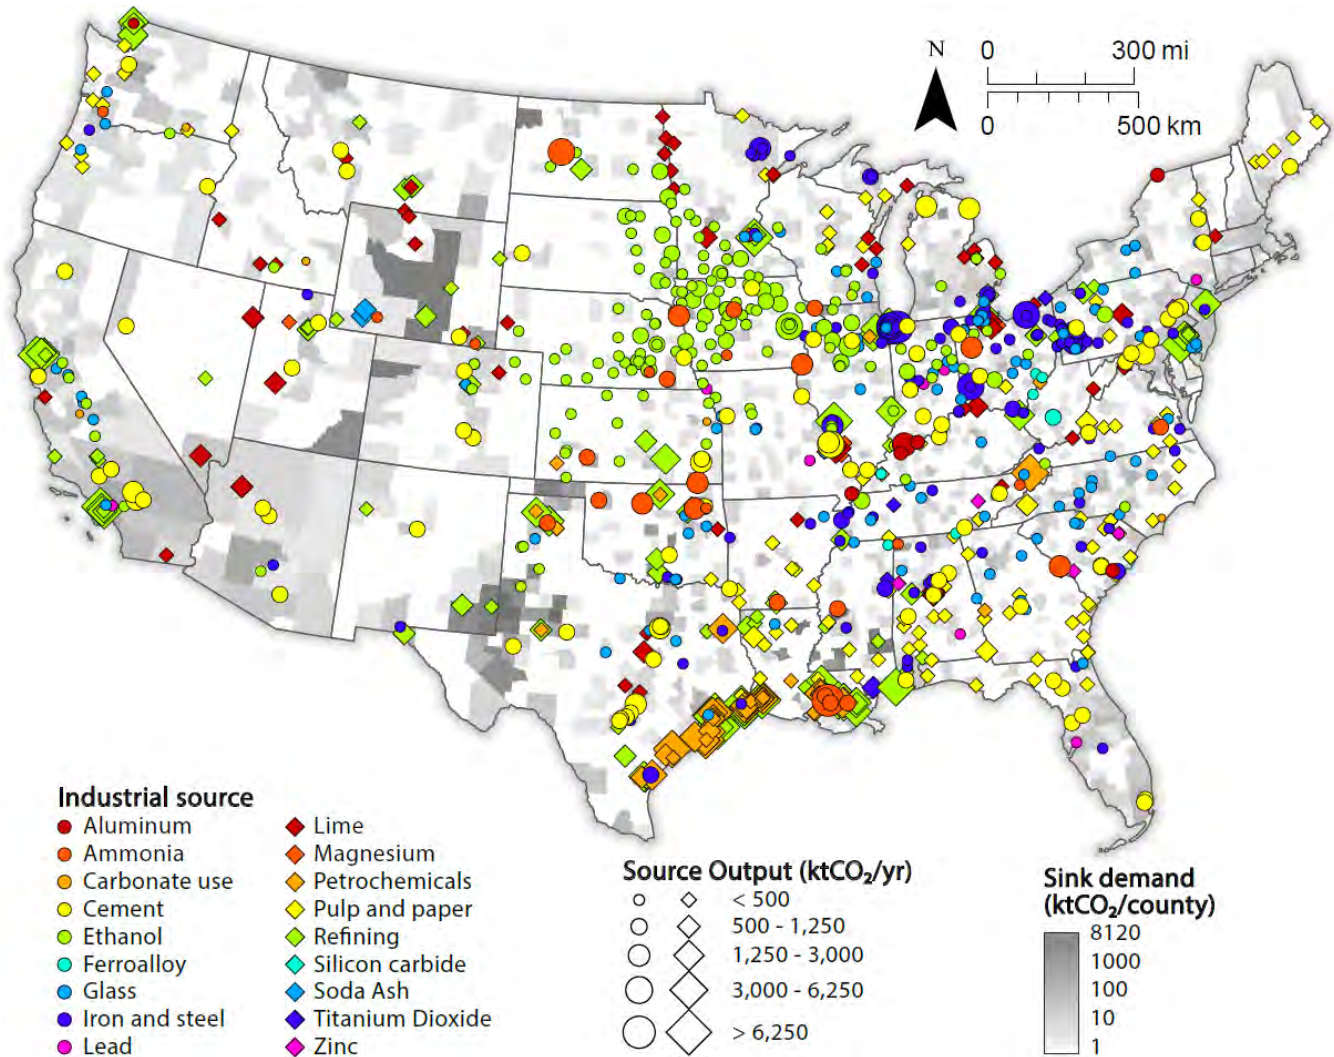 N
0 300 mi
0 500 km
Industrial source
Aluminum
Ammonia
Carbonate use
Cement
Ethanol
Ferroalloy
Glass
Iron and steel
Lead
Lime
Magnesium
Petrochemicals
Pulp and paper
Refining
Silicon carbide
Soda Ash
Titanium Dioxide
Zinc
Source Output (ktCO₂/yr)
< 500
500 - 1,250
1,250 - 3,000
3,000 - 6,250
> 6,250
Sink demand
(ktCO₂/county)
8120
1000
100
10
1